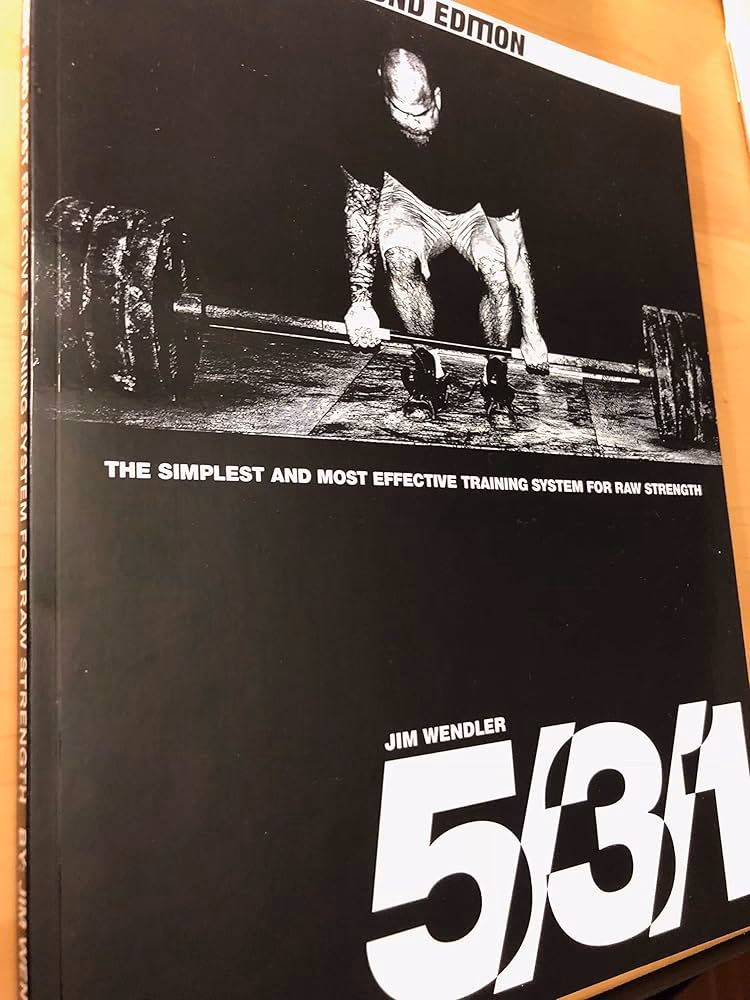 OND EDITION
THE SIMPLEST AND MOST EFFECTIVE TRAINING SYSTEM FOR RAW STRENGTH
JIM WENDLER
5/3/1
AND MOST EFFECTIVE TRAINING SYSTEM FOR RAW STRENGTH BY: JIM WEN